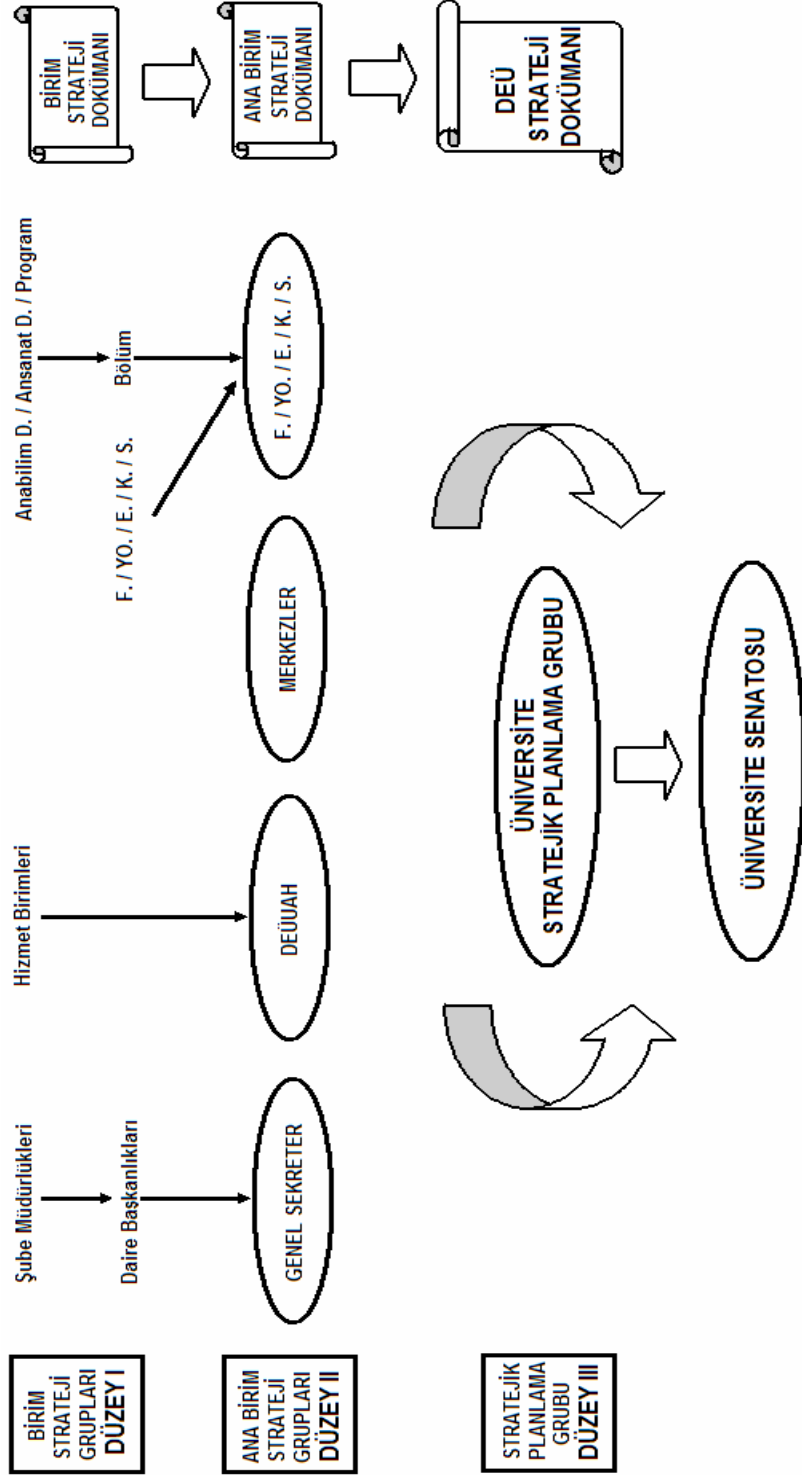 BİRİM
STRATEJİ
GRUPLARI
DÜZEY I
Şube Müdürlükleri
Daire Başkanlıkları
Hizmet Birimleri
Anabilim D. / Ansanat D. / Program
F. / YO. / E. / K. / S.
Bölüm
BİRİM
STRATEJİ
DOKÜMANI
ANA BİRİM
STRATEJİ
GRUPLARI
DÜZEY II
GENEL SEKRETER
DEÜUAH
MERKEZLER
F. / YO. / E. / K. / S.
ANA BİRİM
STRATEJİ
DOKÜMANI
STRATEJİK
PLANLAMA
GRUBU
DÜZEY III
ÜNİVERSİTE
STRATEJİK PLANLAMA GRUBU
ÜNİVERSİTE SENATOSU
DEÜ
STRATEJİ
DOKÜMANI